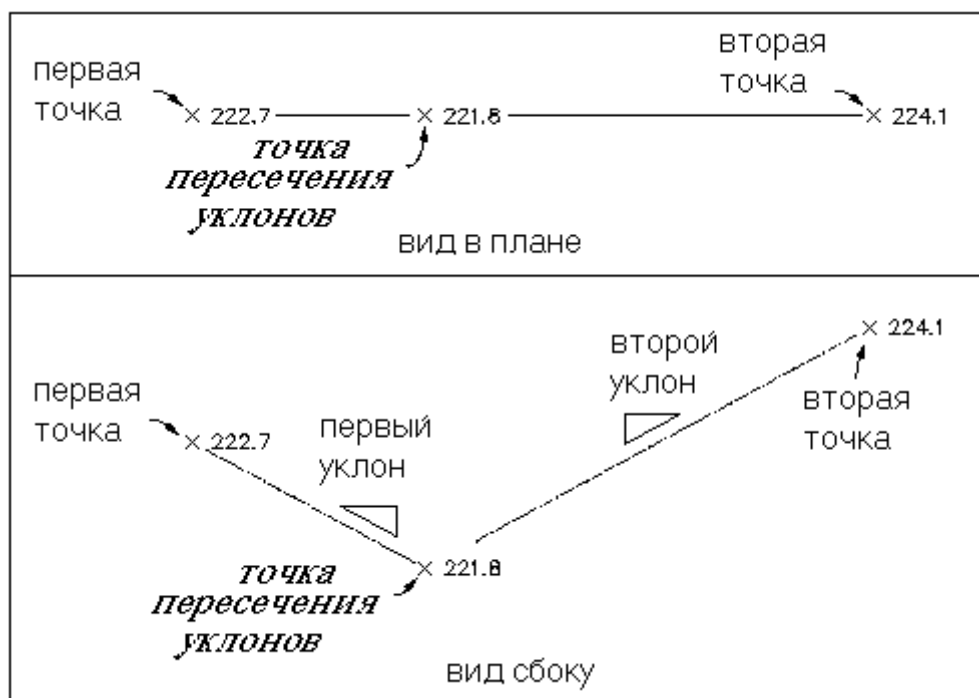 первая
точка
222.7
точка
пересечения
уклонов
221.8
вторая
точка
224.1
вид в плане
первая
точка
222.7
первый
уклон
точка
пересечения
уклонов
221.8
второй
уклон
224.1
вторая
точка
вид сбоку